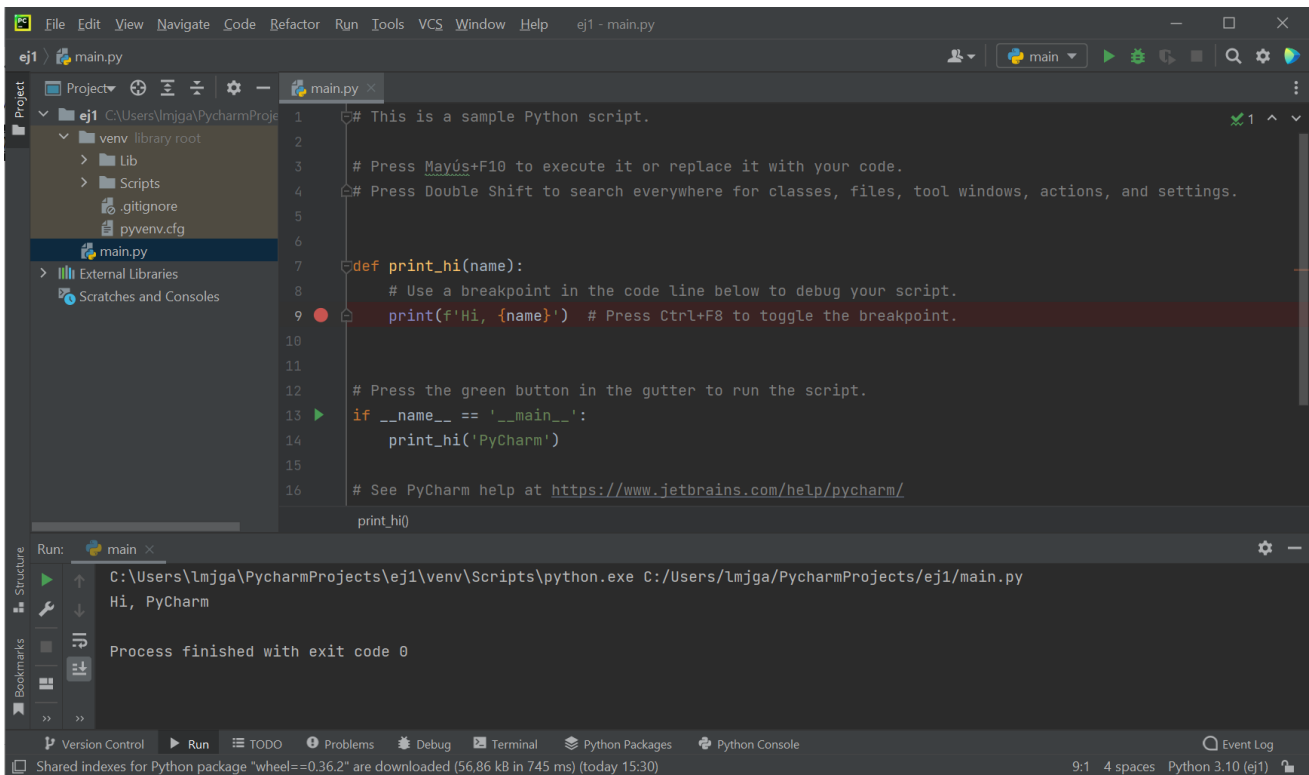 PC File Edit View Navigate Code Refactor Run Tools VCS Window Help ej1 - main.py
ej1 main.py main
Project
Project
main.py
ej1 C:\Users\lmjga\PycharmProje
venv library root
Lib
Scripts
.gitignore
pyvenv.cfg
main.py
External Libraries
Scratches and Consoles
1 # This is a sample Python script.
2
3 # Press Mayús+F10 to execute it or replace it with your code.
4 # Press Double Shift to search everywhere for classes, files, tool windows, actions, and settings.
5
6
7 def print_hi(name):
8 # Use a breakpoint in the code line below to debug your script.
9 print(f'Hi, {name}') # Press Ctrl+F8 to toggle the breakpoint.
10
11
12 # Press the green button in the gutter to run the script.
13 if __name__ == '__main__':
14 print_hi('PyCharm')
15
16 # See PyCharm help at https://www.jetbrains.com/help/pycharm/
1
print_hi()
Structure
Bookmarks
Run: main
C:\Users\lmjga\PycharmProjects\ej1\venv\Scripts\python.exe C:/Users/lmjga/PycharmProjects/ej1/main.py
Hi, PyCharm
Process finished with exit code 0
Version Control Run TODO Problems Debug Terminal Python Packages Python Console Event Log
Shared indexes for Python package "wheel==0.36.2" are downloaded (56,86 kB in 745 ms) (today 15:30) 9:1 4 spaces Python 3.10 (ej1)